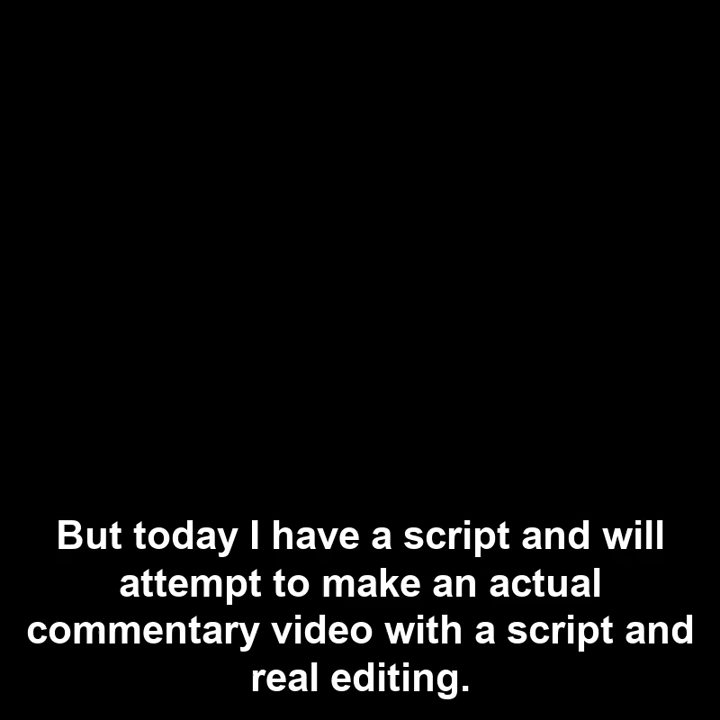 But today I have a script and will
attempt to make an actual
commentary video with a script and
real editing.